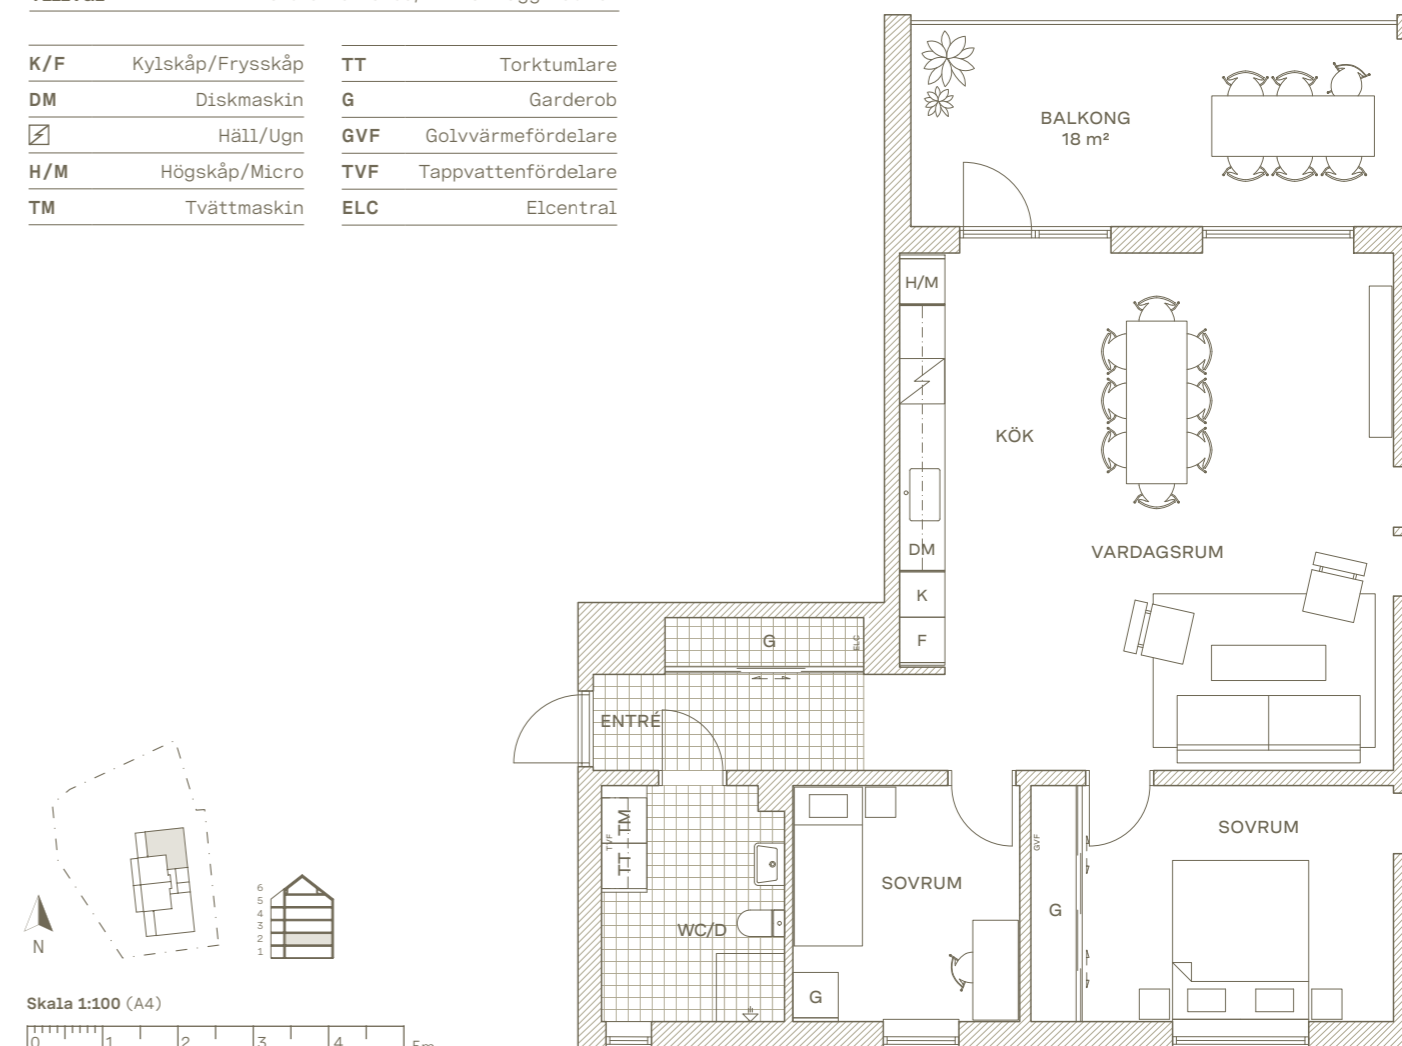 K/F Kylskåp/Frysskåp
DM Diskmaskin
Häll/Ugn
H/M Högskåp/Micro
TM Tvättmaskin
TT Torktumlare
G Garderob
GVF Golvvärmefördelare
TVF Tappvattenfördelare
ELC Elcentral
BALKONG
18 m²
H/M
KÖK
DM
VARDAGSRUM
K
F
G
ELC
ENTRÉ
TM
TVF
TT
WC/D
SOVRUM
G
GVF
G
SOVRUM
6
5
4
3
2
1
N
Skala 1:100 (A4)
0 1 2 3 4 5m